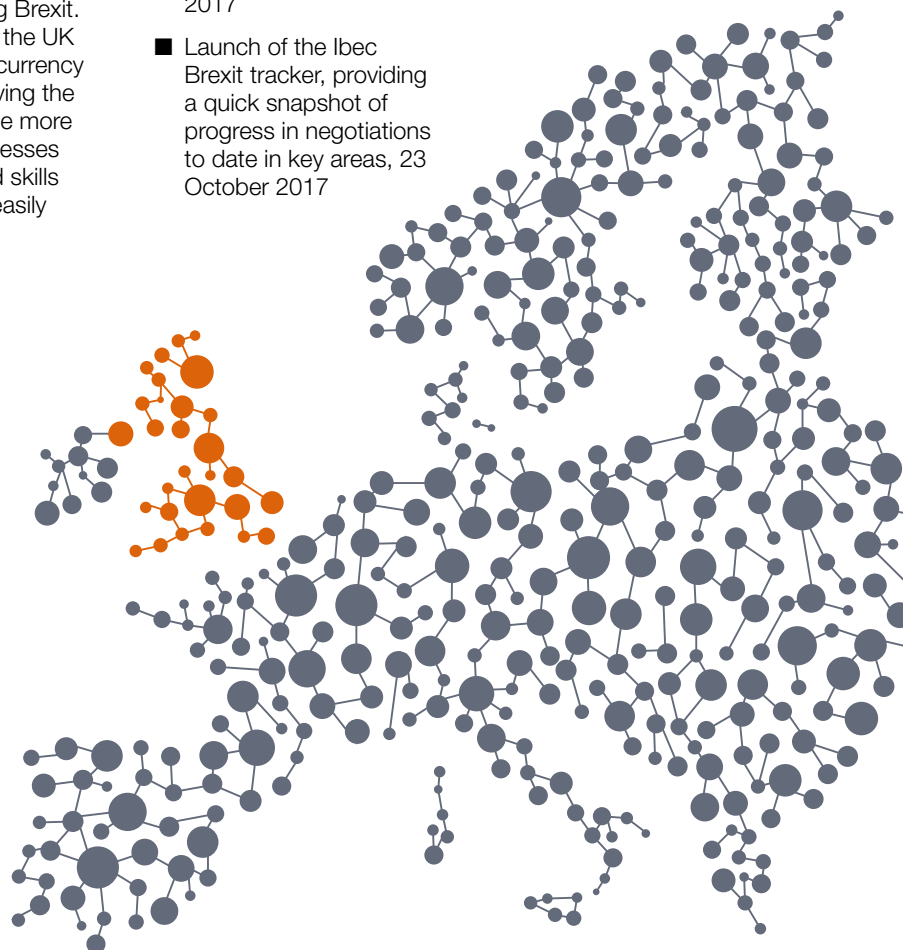 g Brexit.
the UK
currency
ving the
e more
esses
d skills
easily
2017
■ Launch of the Ibec
Brexit tracker, providing
a quick snapshot of
progress in negotiations
to date in key areas, 23
October 2017